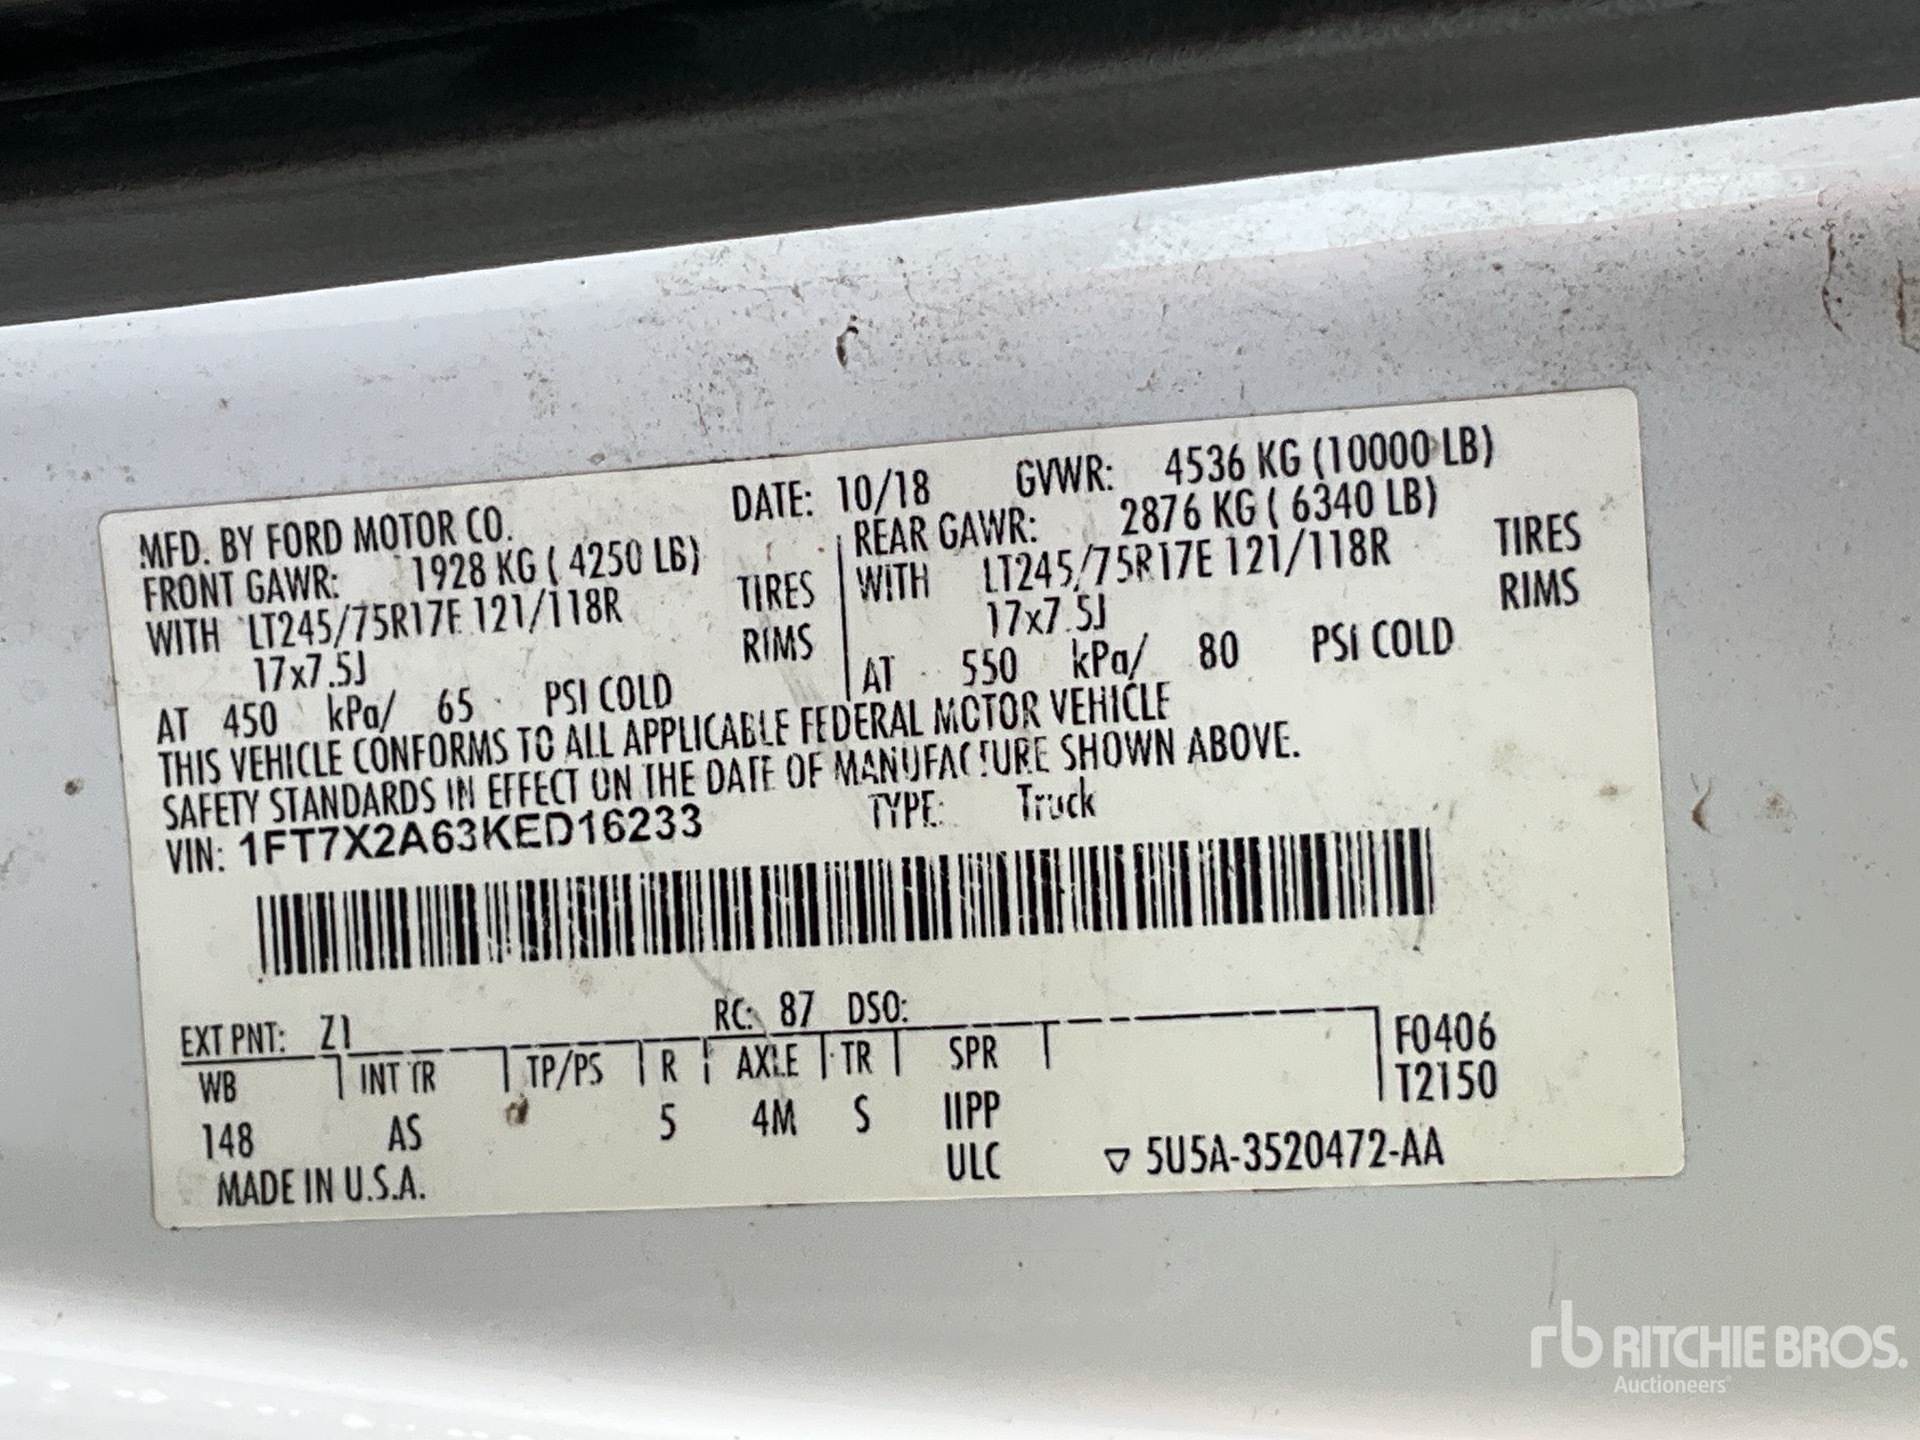 MFD. BY FORD MOTOR CO. DATE: 10/18 GVWR: 4536 KG (10000 LB)
FRONT GAWR: 1928 KG ( 4250 LB) REAR GAWR: 2876 KG ( 6340 LB)
WITH LT245/75R17E 121/118R TIRES WITH LT245/75R17E 121/118R TIRES
17x7.5J RIMS 17x7.5J RIMS
AT 450 kPa/ 65 PSI COLD AT 550 kPa/ 80 PSI COLD
THIS VEHICLE CONFORMS TO ALL APPLICABLE FEDERAL MOTOR VEHICLE
SAFETY STANDARDS IN EFFECT ON THE DATE OF MANUFACTURE SHOWN ABOVE.
VIN: 1FT7X2A63KED16233 TYPE: Truck
EXT PNT: Z1 RC: 87 DSO:
WB INT TR TP/PS R AXLE TR SPR F0406
148 AS 5 4M S IIPP T2150
ULC ▽ 5U5A-3520472-AA
MADE IN U.S.A.
rb RITCHIE BROS.
Auctioneers